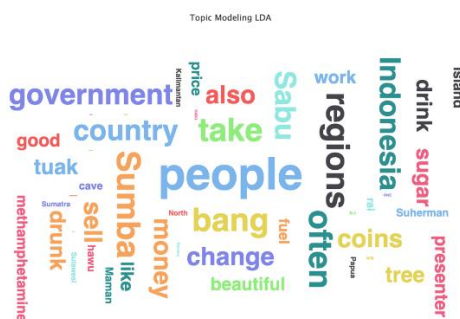 Topic Modeling LDA
government
Kalimantan
price
also
Sabu
work
regions
Indonesia
drink
island
good
country
take
tuak
people
sugar
cave
Sumba
Sumatra
methamphetamine
drunk
sell
hawu
Sulawesi
Maman
like
money
North
bang
fuel
often
rai
Suherman
change
coins
beautiful
Papua
tree
presenter